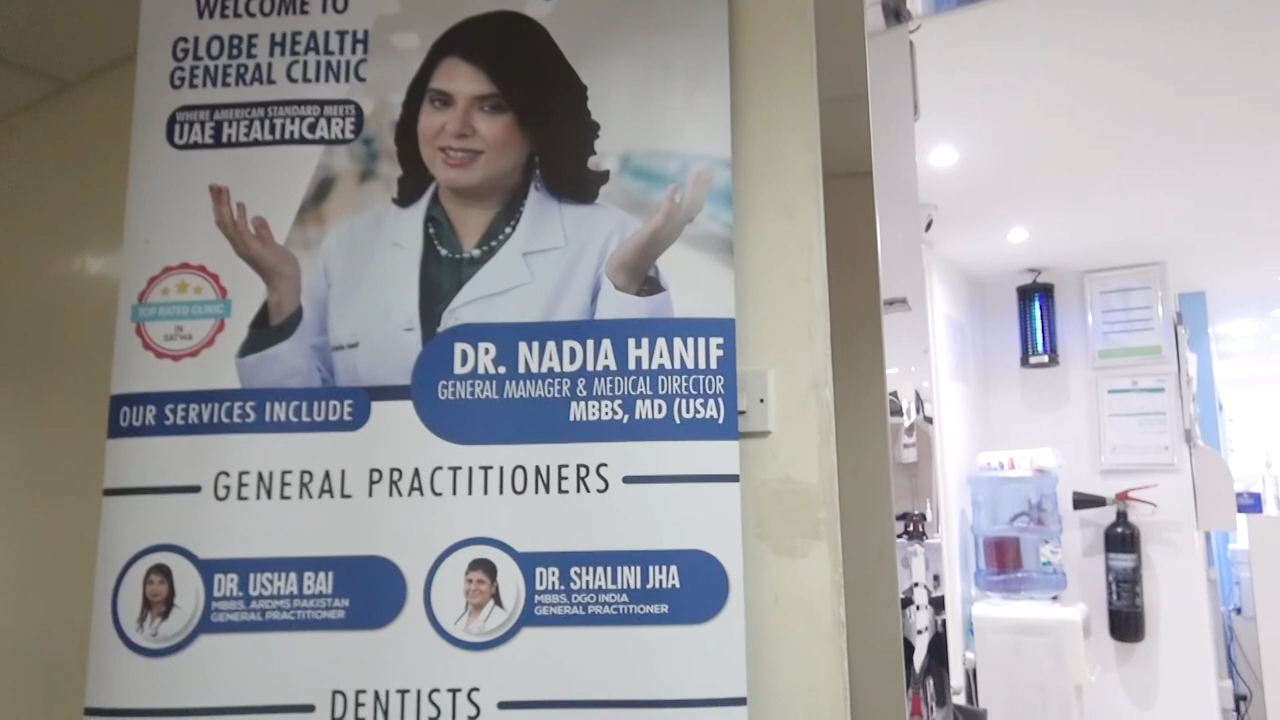 WELCOME TO
GLOBE HEALTH
GENERAL CLINIC
WHERE AMERICAN STANDARD MEETS
UAE HEALTHCARE
TOP RATED CLINIC
IN
SATWA
DR. NADIA HANIF
GENERAL MANAGER & MEDICAL DIRECTOR
MBBS, MD (USA)
OUR SERVICES INCLUDE
GENERAL PRACTITIONERS
DR. USHA BAI
MBBS, ARDMS PAKISTAN
GENERAL PRACTITIONER
DR. SHALINI JHA
MBBS, DGO INDIA
GENERAL PRACTITIONER
DENTISTS